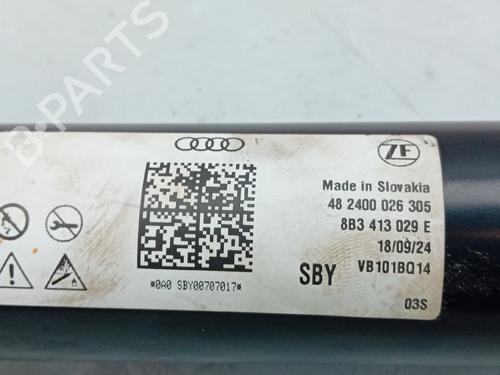 B-PARTS
ZF
Made in Slovakia
48 2400 026 305
8B3 413 029 E
18/09/24
SBY VB101BQ14
*0A0 SBY00707017*
03S